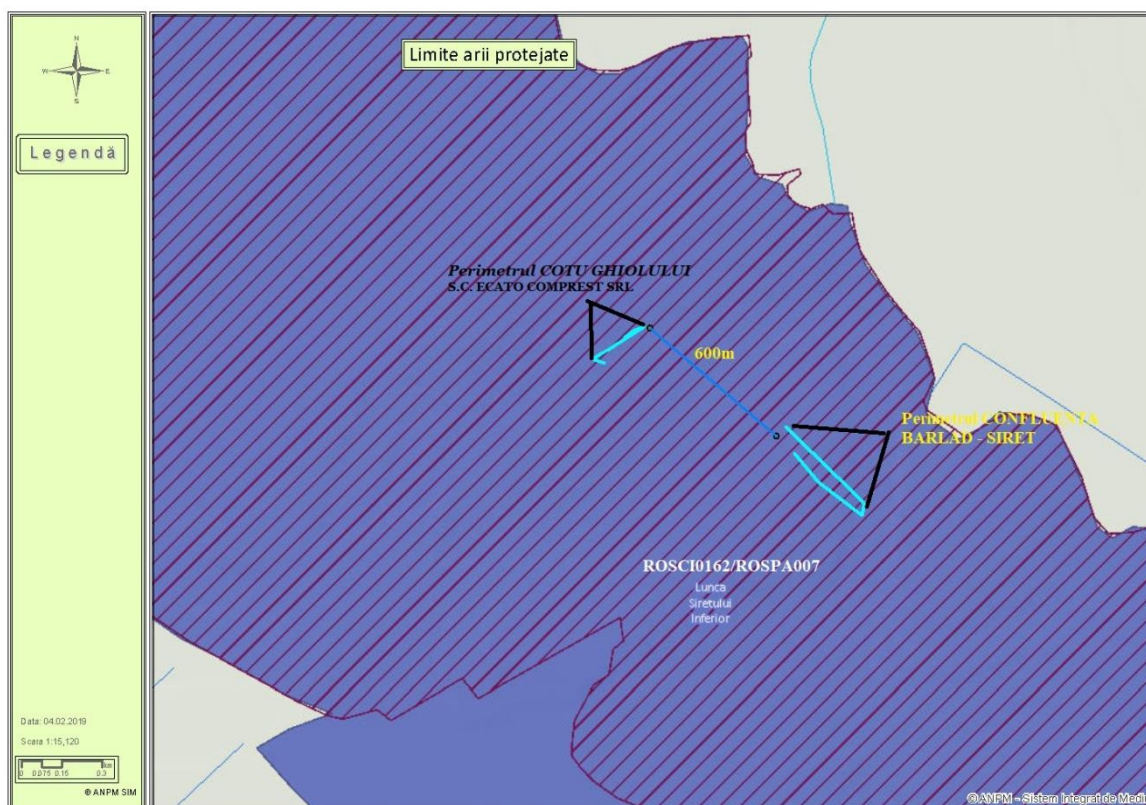 N
W E
S
Legendă
Data: 04.02.2019
Scara 1:15,120
km
0 0.075 0.15 0.3
© ANPM SIM
Limite arii protejate
Perimetrul COTU GHIOLULUI
S.C. ECATO COMPREST SRL
600m
Perimetrul CONFLUENTA
BARLAD - SIRET
ROSCI0162/ROSPA007
Lunca
Siretului
Inferior
© ANPM - Sistem Integrat de Medi